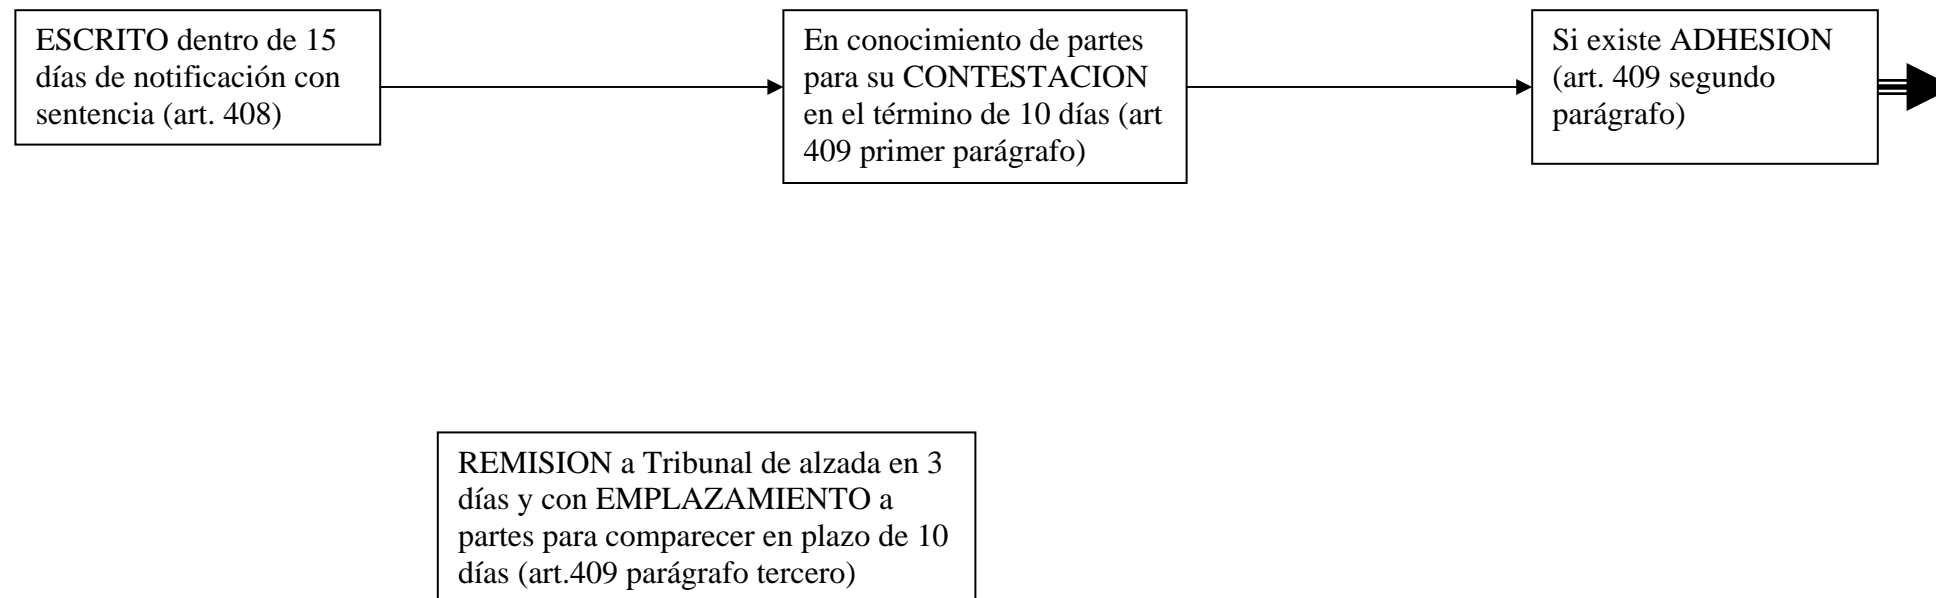 ESCRITO dentro de 15
días de notificación con
sentencia (art. 408)
En conocimiento de partes
para su CONTESTACION
en el término de 10 días (art
409 primer parágrafo)
Si existe ADHESION
(art. 409 segundo
parágrafo)
REMISION a Tribunal de alzada en 3
días y con EMPLAZAMIENTO a
partes para comparecer en plazo de 10
días (art.409 parágrafo tercero)